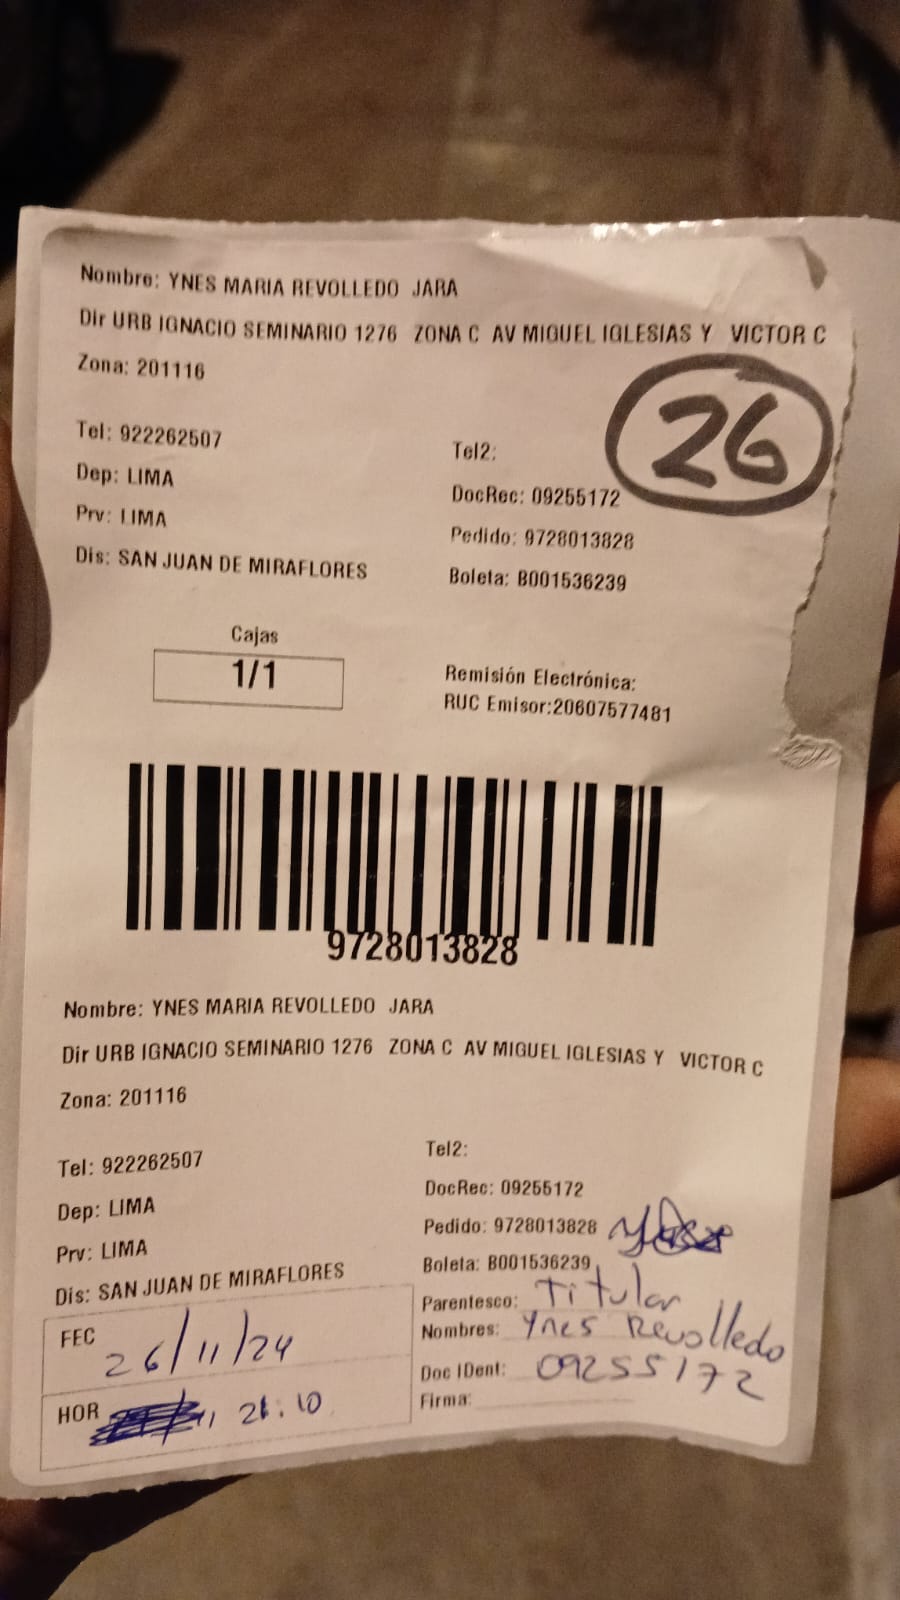 Nombre: YNES MARIA REVOLLEDO JARA
Dir URB IGNACIO SEMINARIO 1276 ZONA C AV MIGUEL IGLESIAS Y VICTOR C
Zona: 201116
26
Tel: 922262507
Tel2:
Dep: LIMA
DocRec: 09255172
Prv: LIMA
Pedido: 9728013828
Dis: SAN JUAN DE MIRAFLORES
Boleta: B001536239
Cajas
1/1
Remisión Electrónica:
RUC Emisor:20607577481
9728013828
Nombre: YNES MARIA REVOLLEDO JARA
Dir URB IGNACIO SEMINARIO 1276 ZONA C AV MIGUEL IGLESIAS Y VICTOR C
Zona: 201116
Tel: 922262507
Tel2:
Dep: LIMA
DocRec: 09255172
Prv: LIMA
Pedido: 9728013828
Dis: SAN JUAN DE MIRAFLORES
Boleta: B001536239
FEC 26/11/24
Parentesco: Titular
Nombres: Ynes Revolledo
Doc IDent: 09255172
HOR 21:10
Firma: